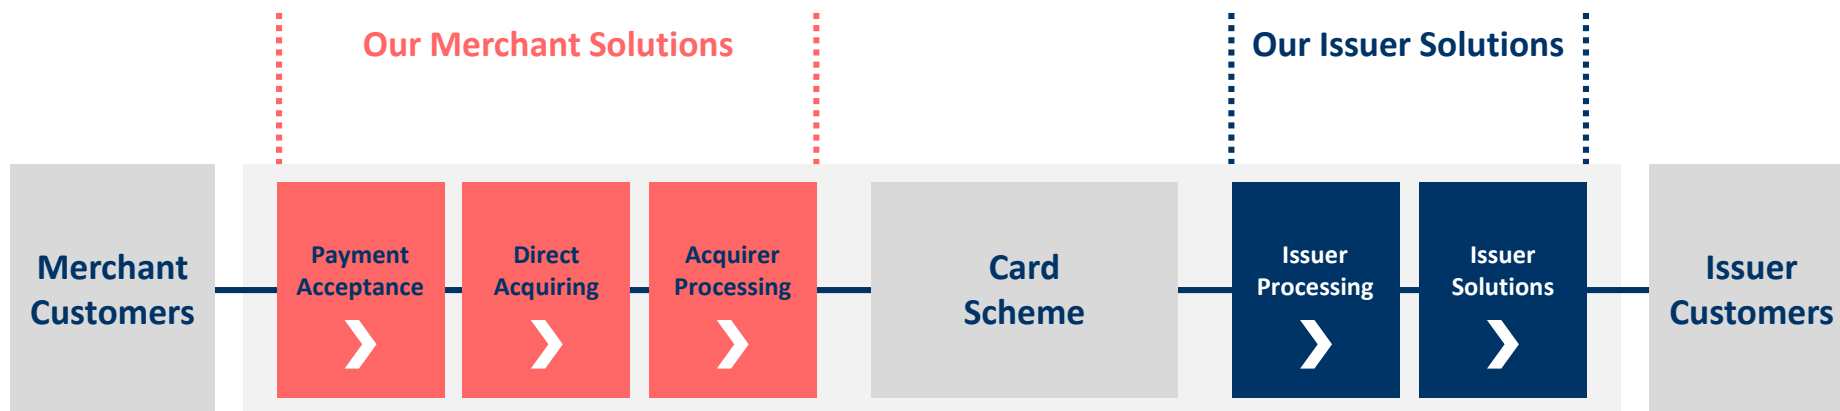 Our Merchant Solutions
Our Issuer Solutions
Merchant
Customers
Payment
Acceptance
Direct
Acquiring
Acquirer
Processing
Card
Scheme
Issuer
Processing
Issuer
Solutions
Issuer
Customers